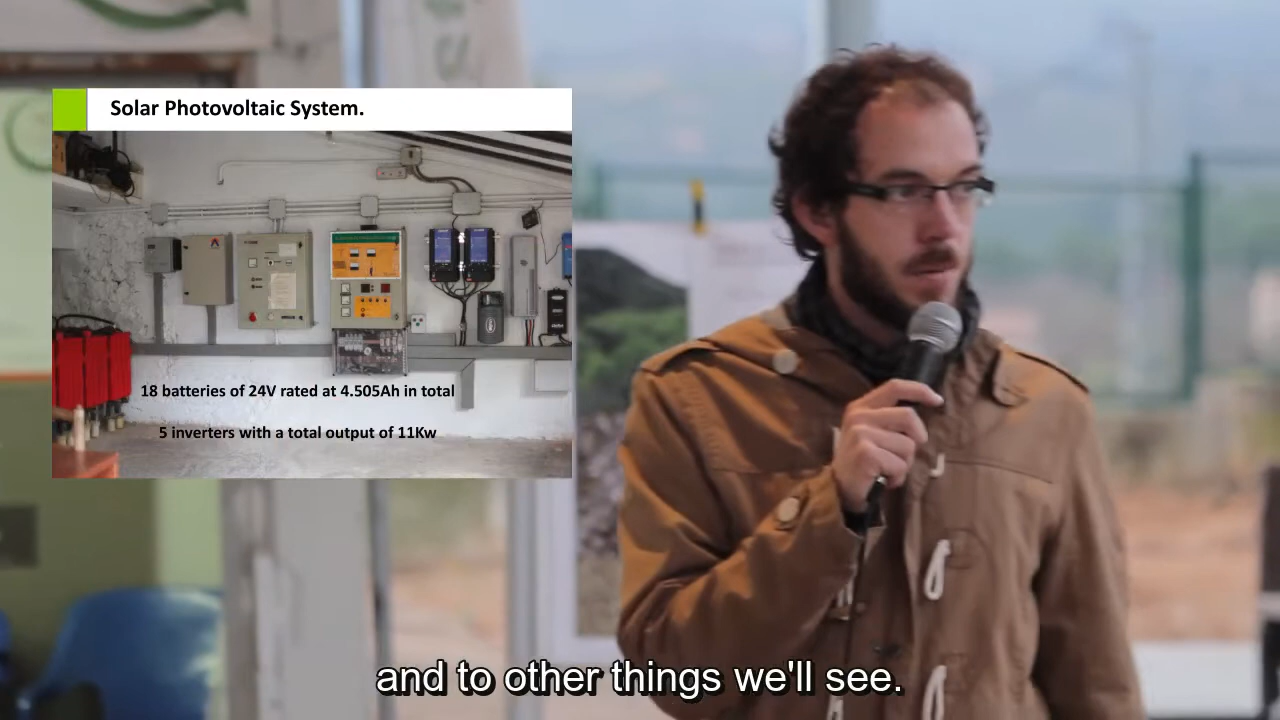 Solar Photovoltaic System.
18 batteries of 24V rated at 4.505Ah in total
5 inverters with a total output of 11Kw
and to other things we'll see.